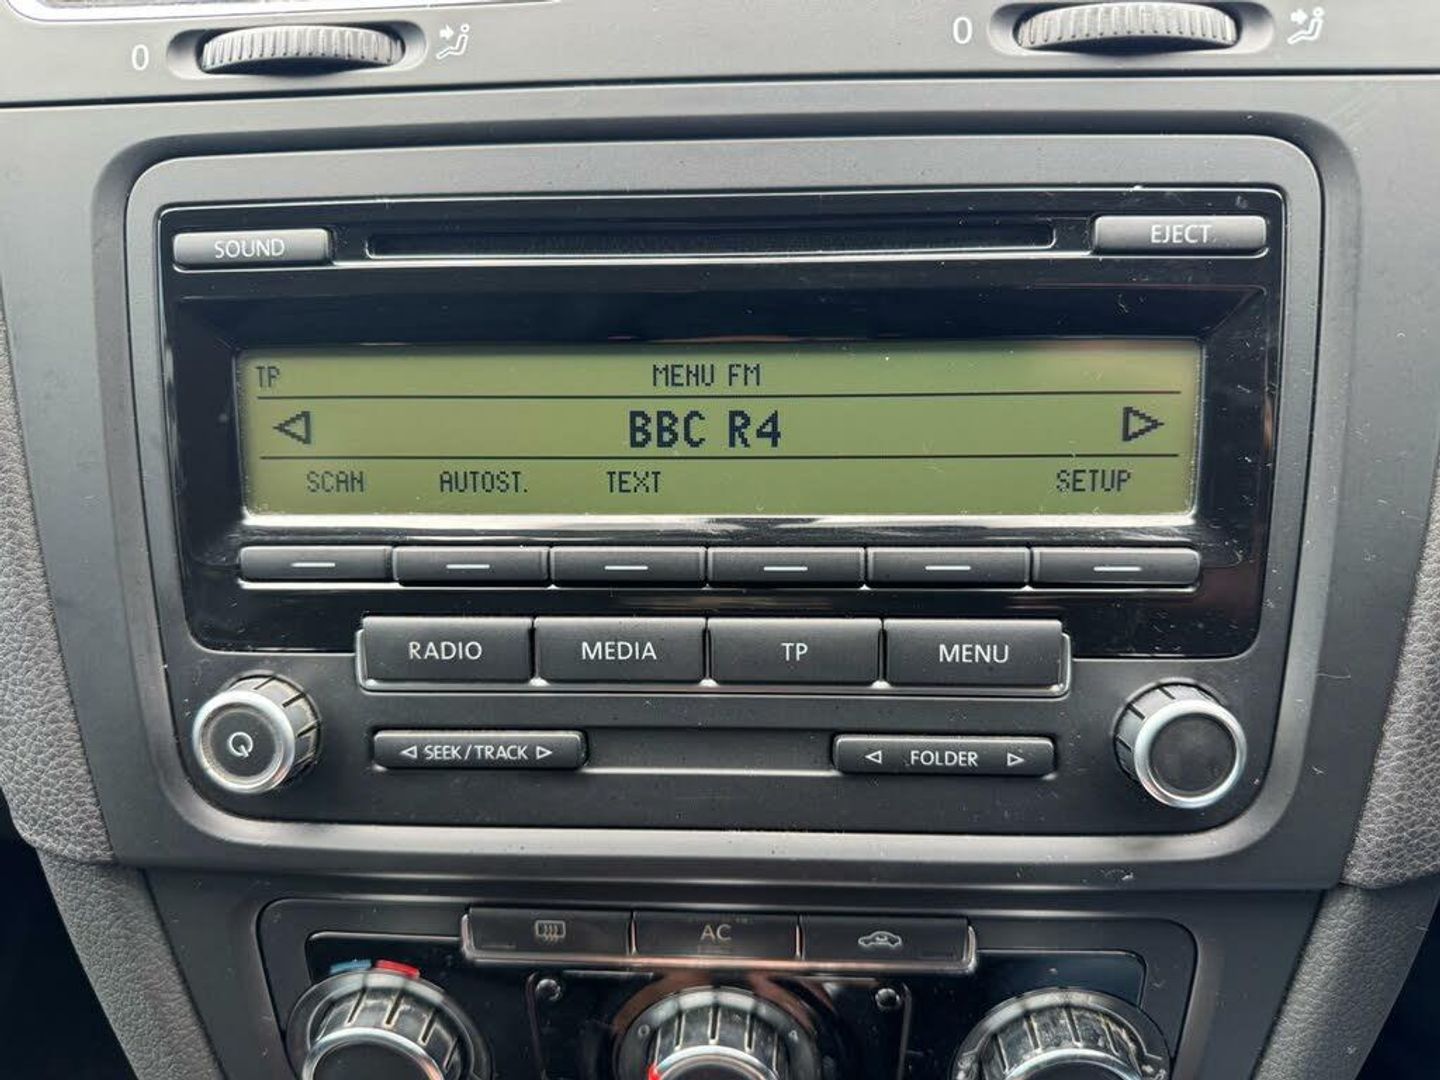 0 0
SOUND EJECT
TP MENU FM
BBC R4
SCAN AUTOST. TEXT SETUP
RADIO MEDIA TP MENU
SEEK/TRACK FOLDER
AC